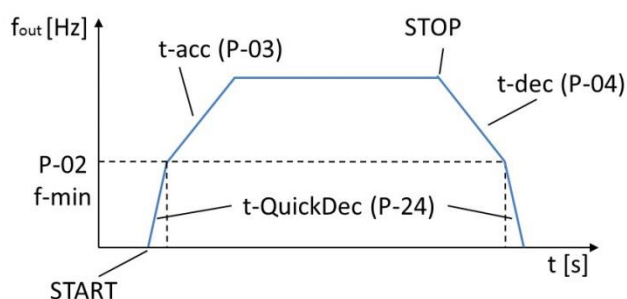 fout [Hz]
STOP
t-acc (P-03)
t-dec (P-04)
P-02
f-min
t-QuickDec (P-24)
t [s]
START